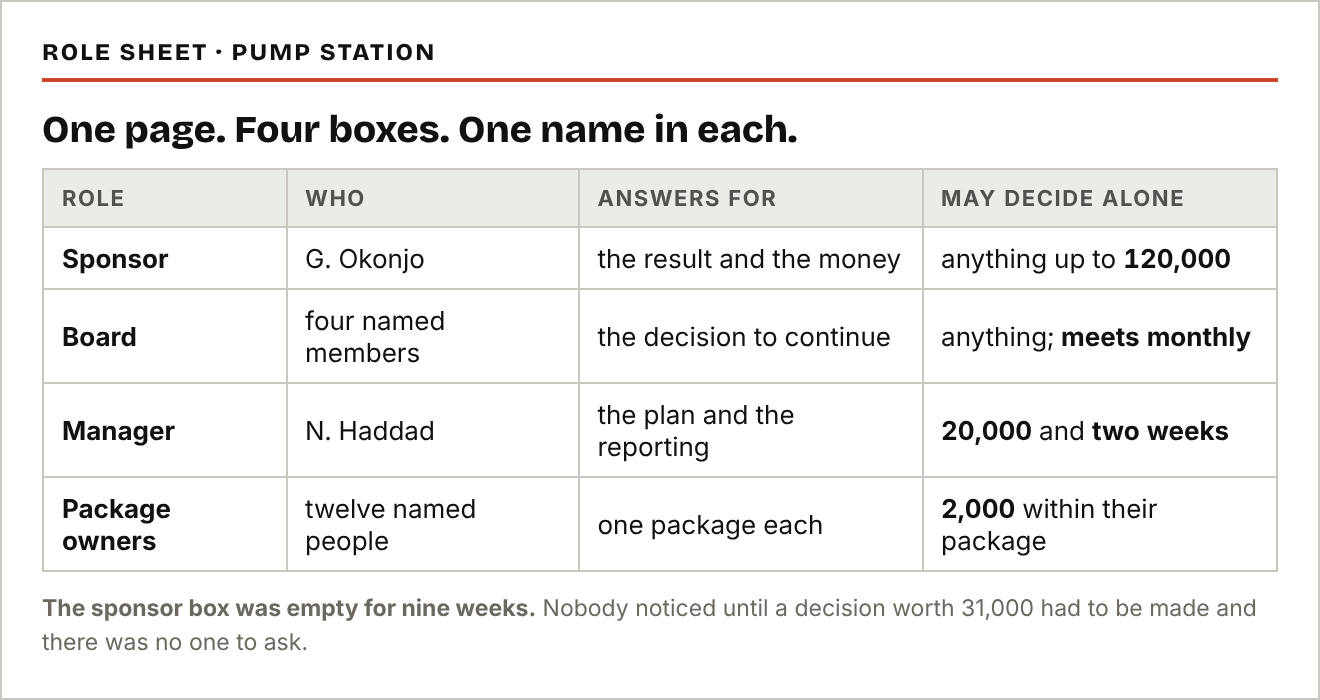 ROLE SHEET · PUMP STATION
One page. Four boxes. One name in each.
ROLE WHO ANSWERS FOR MAY DECIDE ALONE
Sponsor G. Okonjo the result and the money anything up to 120,000
Board four named members the decision to continue anything; meets monthly
Manager N. Haddad the plan and the reporting 20,000 and two weeks
Package owners twelve named people one package each 2,000 within their package
The sponsor box was empty for nine weeks. Nobody noticed until a decision worth 31,000 had to be made and
there was no one to ask.